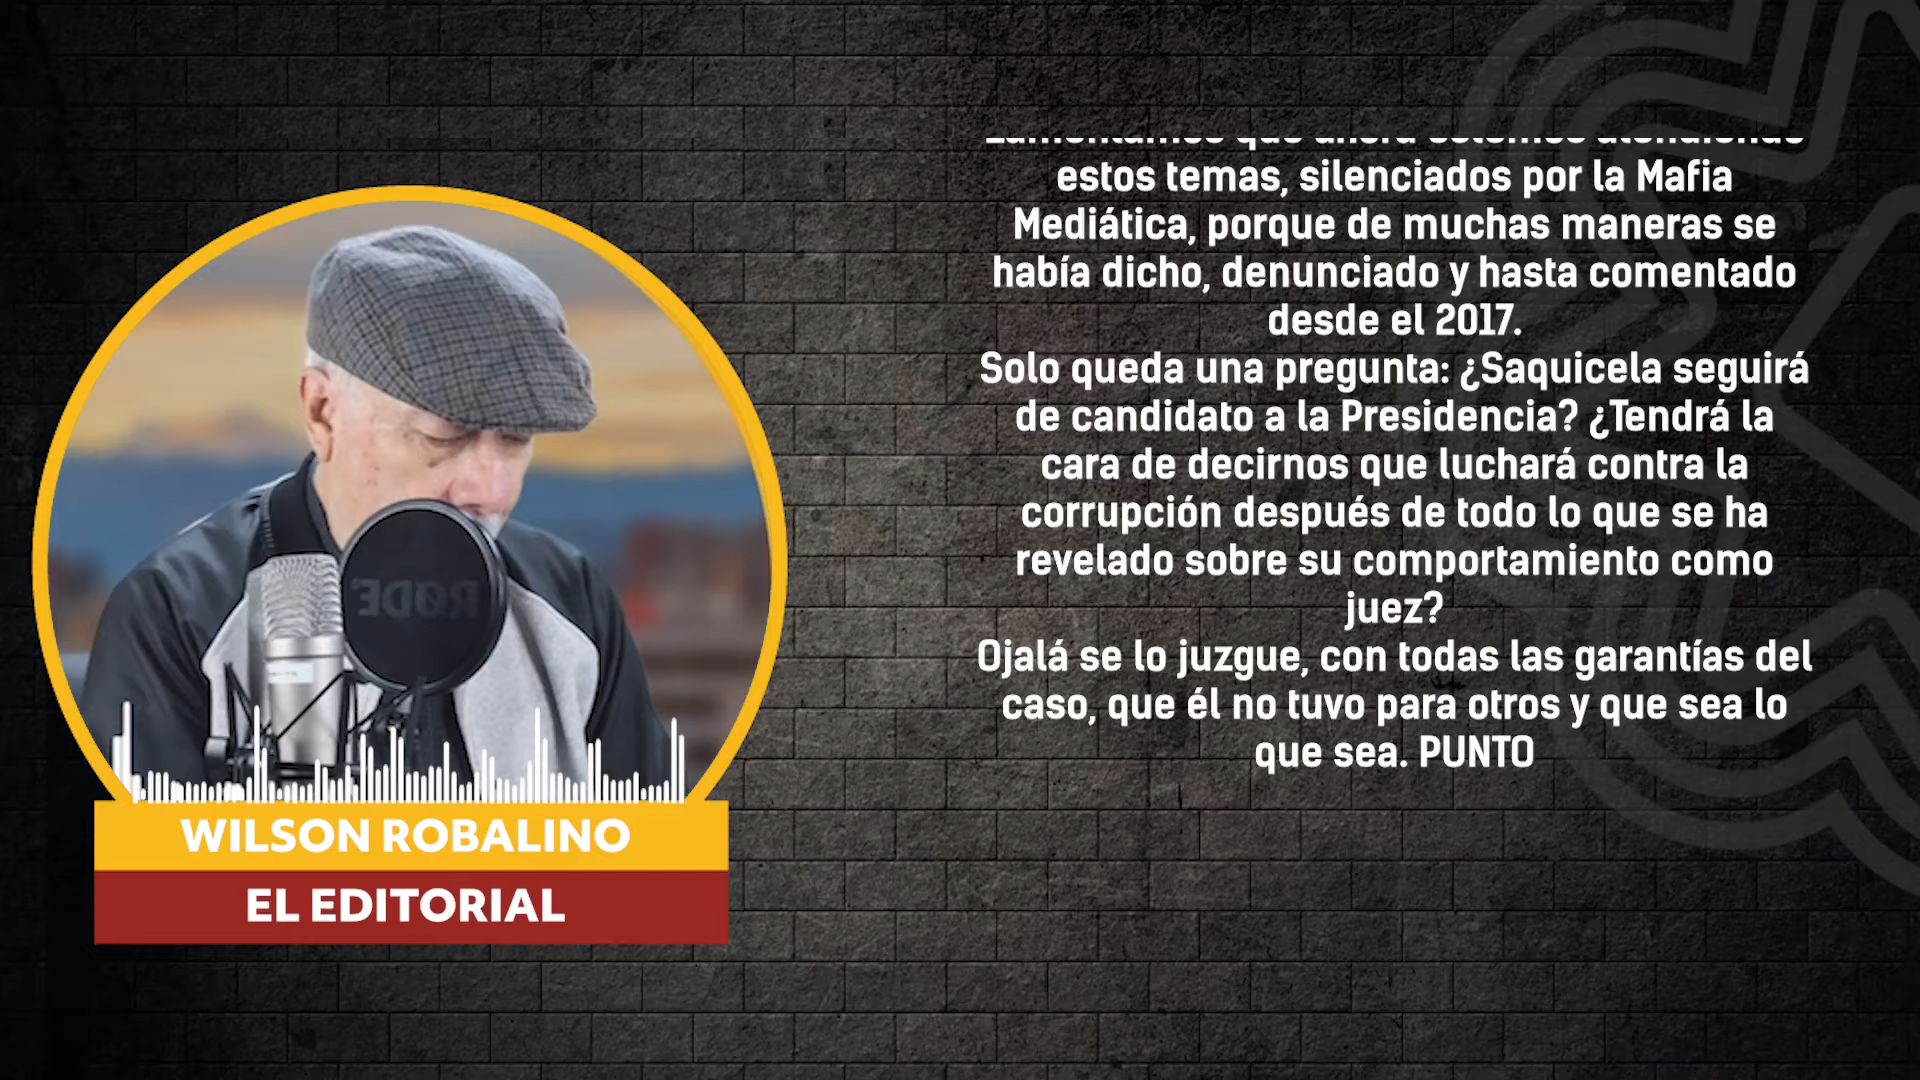 estos temas, silenciados por la Mafia
Mediática, porque de muchas maneras se
había dicho, denunciado y hasta comentado
desde el 2017.
Solo queda una pregunta: ¿Saquicela seguirá
de candidato a la Presidencia? ¿Tendrá la
cara de decirnos que luchará contra la
corrupción después de todo lo que se ha
revelado sobre su comportamiento como
juez?
Ojalá se lo juzgue, con todas las garantías del
caso, que él no tuvo para otros y que sea lo
que sea. PUNTO
RØDE
WILSON ROBALINO
EL EDITORIAL